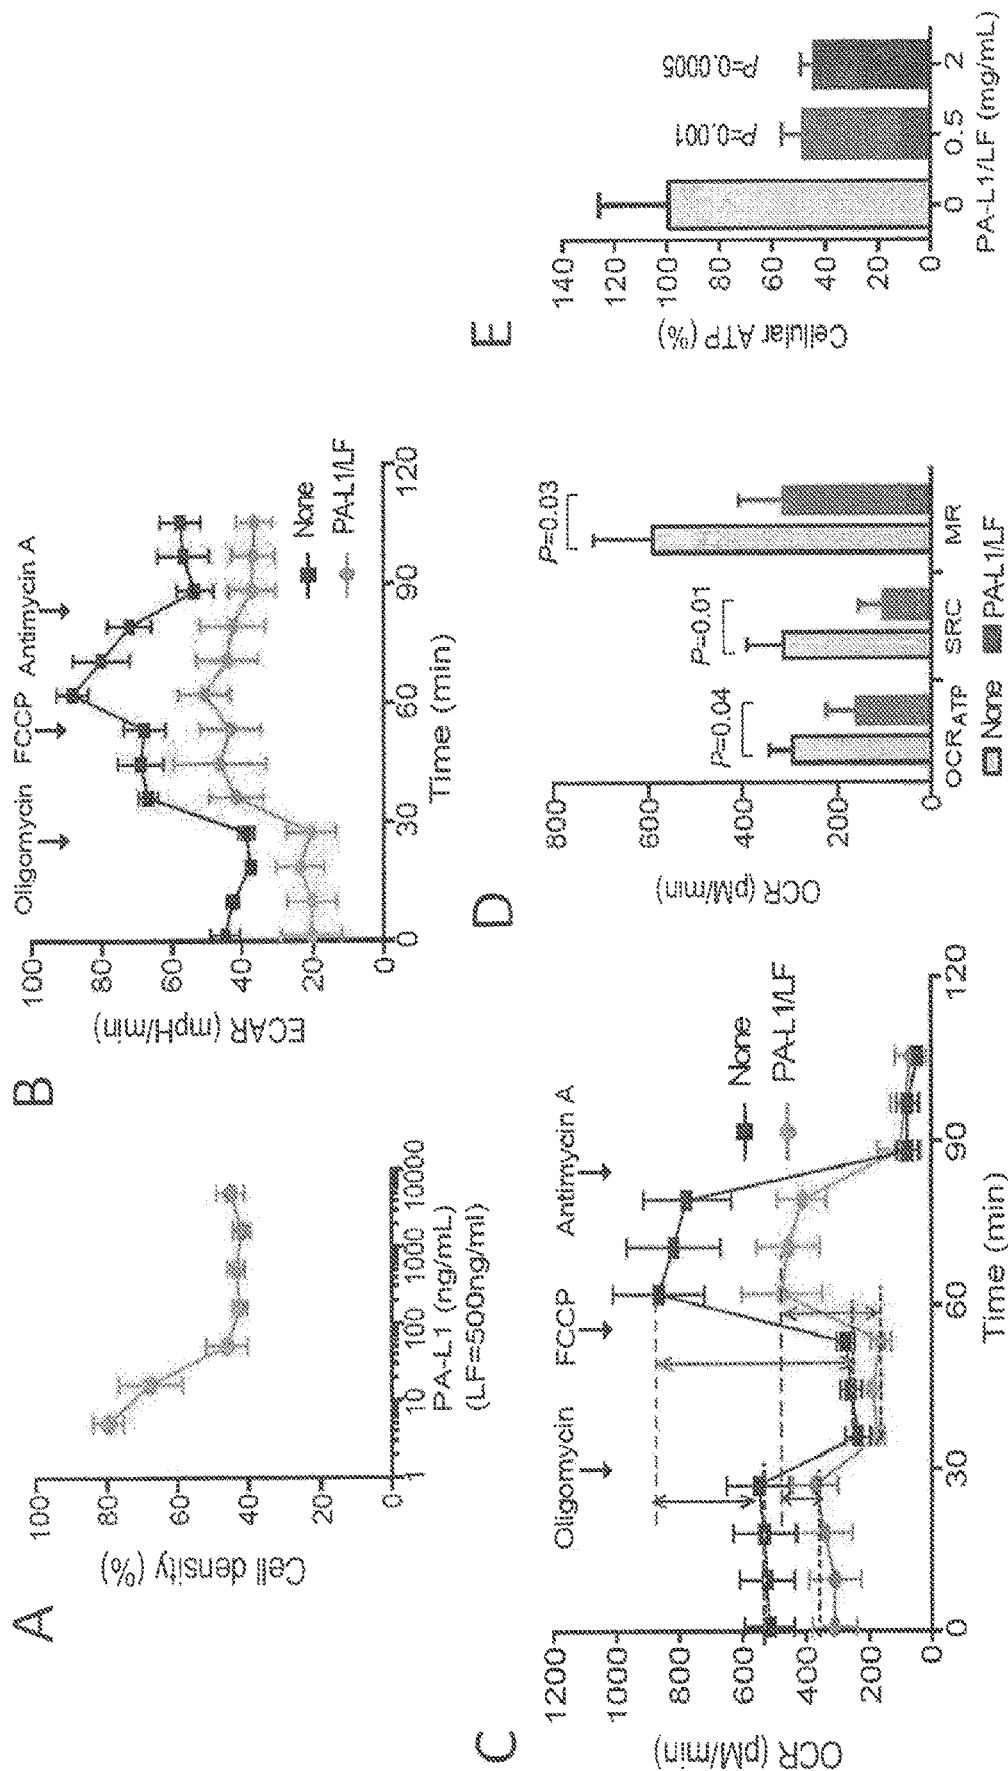 A
Cell density (%)
100
80
60
40
20
0
1
10
100
1000
10000
PA-L1 (ng/mL)
(LF=500ng/ml)
B
Oligomycin
FCCP
Antimycin A
ECAR (mpH/min)
100
80
60
40
20
0
0
30
60
90
120
Time (min)
None
PA-L1/LF
C
Oligomycin
FCCP
Antimycin A
OCR (pM/min)
1200
1000
800
600
400
200
0
0
30
60
90
120
Time (min)
None
PA-L1/LF
D
OCR (pM/min)
800
600
400
200
0
P=0.04
P=0.01
P=0.03
OCRATP
SRC
MR
None
PA-L1/LF
E
Cellular ATP (%)
140
120
100
80
60
40
20
0
P=0.001
P=0.0005
0
0.5
2
PA-L1/LF (mg/mL)